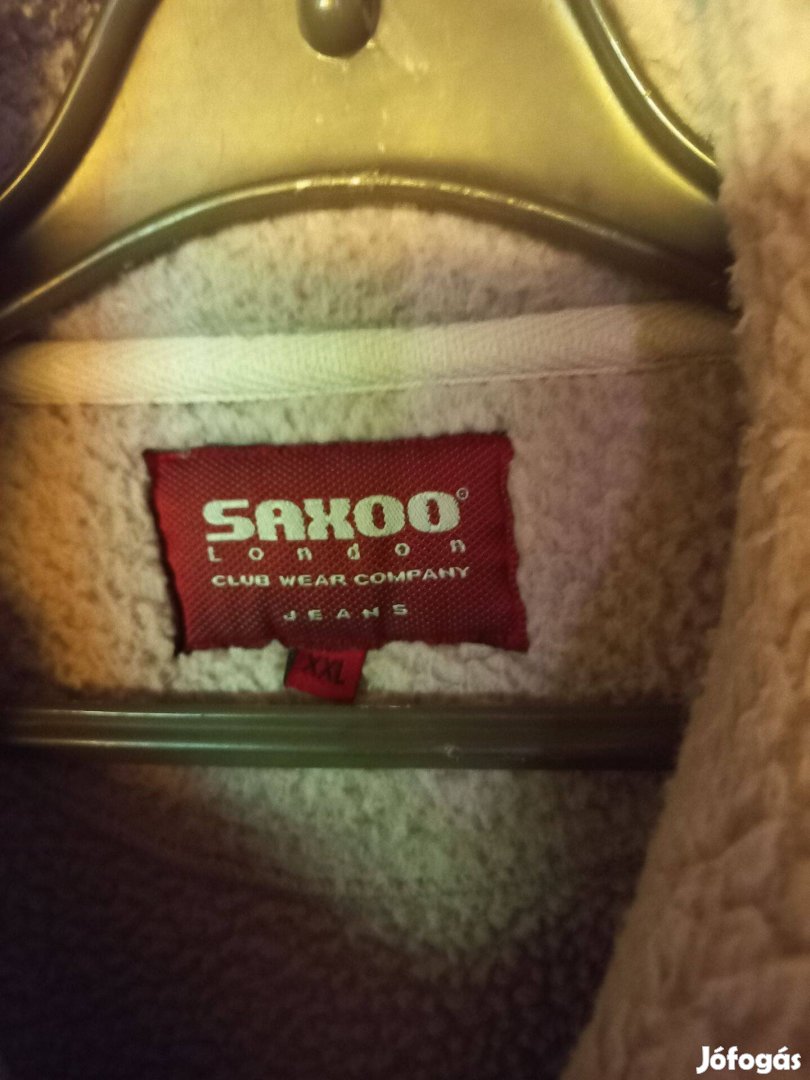 SAXOO®
London
CLUB WEAR COMPANY
JEANS
XXL
Jófogás